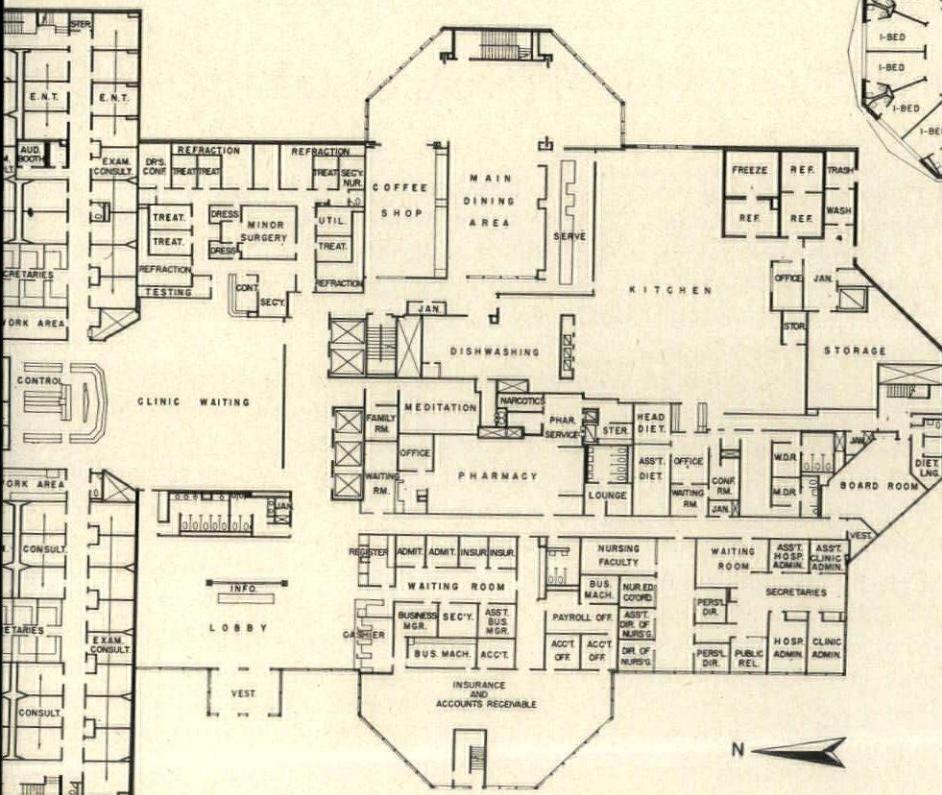 STER.
E.N.T.
E.N.T.
AUD.
BOOTH
EXAM.
CONSULT.
CRETARIES
WORK AREA
CONTROL
WORK AREA
CONSULT.
ETARIES
EXAM.
CONSULT.
CONSULT.
DR'S.
CONF.
REFRACTION
TREAT.
TREAT.
REFRACTION
TREAT.
SEC'Y.
NUR.
TREAT.
TREAT.
REFRACTION
TESTING
DRESS
DRESS
MINOR
SURGERY
CONT.
SEC'Y.
UTIL.
TREAT.
REFRACTION
CLINIC WAITING
COFFEE
SHOP
MAIN
DINING
AREA
SERVE
KITCHEN
FREEZE
REF.
TRASH
REF.
REF.
WASH
OFFICE
JAN.
STOR.
STORAGE
JAN.
DISHWASHING
FAMILY
RM.
MEDITATION
NARCOTICS
PHAR.
SERVICE
STER.
HEAD
DIET.
OFFICE
WAITING
RM.
PHARMACY
LOUNGE
ASS'T.
DIET.
OFFICE
WAITING
RM.
CONF.
RM.
JAN.
W.D.R.
M.D.R.
JAN.
BOARD ROOM
DIET.
LNG.
VEST.
JAN.
INFO.
LOBBY
VEST.
REGISTER
ADMIT.
ADMIT.
INSUR.
INSUR.
WAITING ROOM
CASHIER
BUSINESS
MGR.
SEC'Y.
ASS'T.
BUS.
MGR.
BUS. MACH.
ACC'T.
NURSING
FACULTY
BUS.
MACH.
NUR. ED.
CO'ORD.
PAYROLL OFF.
ASS'T.
DIR. OF
NURS'G.
ACC'T
OFF.
ACC'T
OFF.
DIR. OF
NURS'G.
WAITING
ROOM
ASS'T.
HOSP.
ADMIN.
ASS'T.
CLINIC
ADMIN.
SECRETARIES
PERS'L.
DIR.
PERS'L
DIR.
PUBLIC
REL.
HOSP.
ADMIN.
CLINIC
ADMIN.
INSURANCE
AND
ACCOUNTS RECEIVABLE
N
I-BED
I-BED
I-BED
I-BED